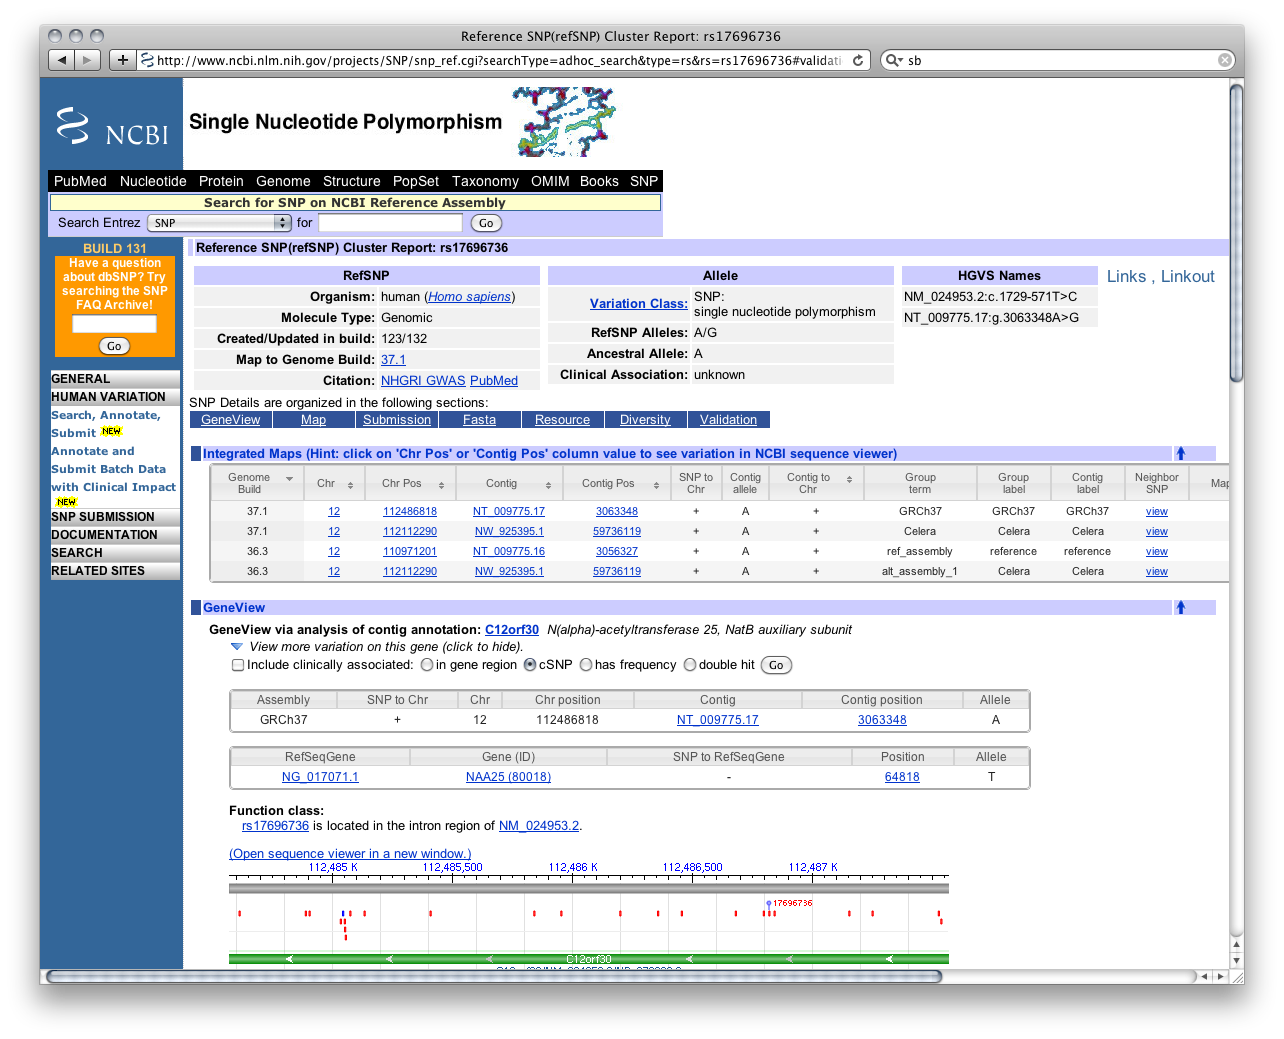 Reference SNP(refSNP) Cluster Report: rs17696736
http://www.ncbi.nlm.nih.gov/projects/SNP/snp_ref.cgi?searchType=adhoc_search&type=rs&rs=rs17696736#validati
sb
NCBI
Single Nucleotide Polymorphism
PubMed Nucleotide Protein Genome Structure PopSet Taxonomy OMIM Books SNP
Search for SNP on NCBI Reference Assembly
Search Entrez SNP for Go
BUILD 131
Have a question
about dbSNP? Try
searching the SNP
FAQ Archive!
Go
GENERAL
HUMAN VARIATION
Search, Annotate,
Submit NEW
Annotate and
Submit Batch Data
with Clinical Impact
NEW
SNP SUBMISSION
DOCUMENTATION
SEARCH
RELATED SITES
Reference SNP(refSNP) Cluster Report: rs17696736
RefSNP
Organism: human (Homo sapiens)
Molecule Type: Genomic
Created/Updated in build: 123/132
Map to Genome Build: 37.1
Citation: NHGRI GWAS PubMed
Allele
Variation Class: SNP:
single nucleotide polymorphism
RefSNP Alleles: A/G
Ancestral Allele: A
Clinical Association: unknown
HGVS Names
NM_024953.2:c.1729-571T>C
NT_009775.17:g.3063348A>G
Links , Linkout
SNP Details are organized in the following sections:
GeneView Map Submission Fasta Resource Diversity Validation
Integrated Maps (Hint: click on 'Chr Pos' or 'Contig Pos' column value to see variation in NCBI sequence viewer)
Genome Build Chr Chr Pos Contig Contig Pos SNP to Chr Contig allele Contig to Chr Group term Group label Contig label Neighbor SNP Map
37.1 12 112486818 NT_009775.17 3063348 + A + GRCh37 GRCh37 GRCh37 view
37.1 12 112112290 NW_925395.1 59736119 + A + Celera Celera Celera view
36.3 12 110971201 NT_009775.16 3056327 + A + ref_assembly reference reference view
36.3 12 112112290 NW_925395.1 59736119 + A + alt_assembly_1 Celera Celera view
GeneView
GeneView via analysis of contig annotation: C12orf30 N(alpha)-acetyltransferase 25, NatB auxiliary subunit
View more variation on this gene (click to hide).
Include clinically associated: in gene region cSNP has frequency double hit Go
Assembly SNP to Chr Chr Chr position Contig Contig position Allele
GRCh37 + 12 112486818 NT_009775.17 3063348 A
RefSeqGene Gene (ID) SNP to RefSeqGene Position Allele
NG_017071.1 NAA25 (80018) - 64818 T
Function class:
rs17696736 is located in the intron region of NM_024953.2.
(Open sequence viewer in a new window.)
112,485 K 112,485,500 112,486 K 112,486,500 112,487 K
17696736
C12orf30